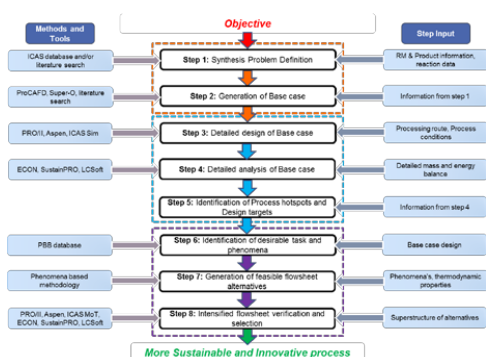 Objective
Methods and
Tools
Step Input
ICAS database and/or
literature search
Step 1: Synthesis Problem Definition
RM & Product information,
reaction data
ProCAFD, Super-O, literature
search
Step 2: Generation of Base case
Information from step 1
PRO/II, Aspen, ICAS Sim
Step 3: Detailed design of Base case
Processing route, Process
conditions
ECON, SustainPRO, LCSoft
Step 4: Detailed analysis of Base case
Detailed mass and energy
balance
Step 5: Identification of Process hotspots and
Design targets
Information from step 4
PBB database
Step 6: Identification of desirable task and
phenomena
Base case design
Phenomena based
methodology
Step 7: Generation of feasible flowsheet
alternatives
Phenomena's, thermodynamic
properties
PRO/II, Aspen, ICAS MoT,
ECON, SustainPRO, LCSoft
Step 8: Intensified flowsheet verification and
selection
Superstructure of alternatives
More Sustainable and Innovative process